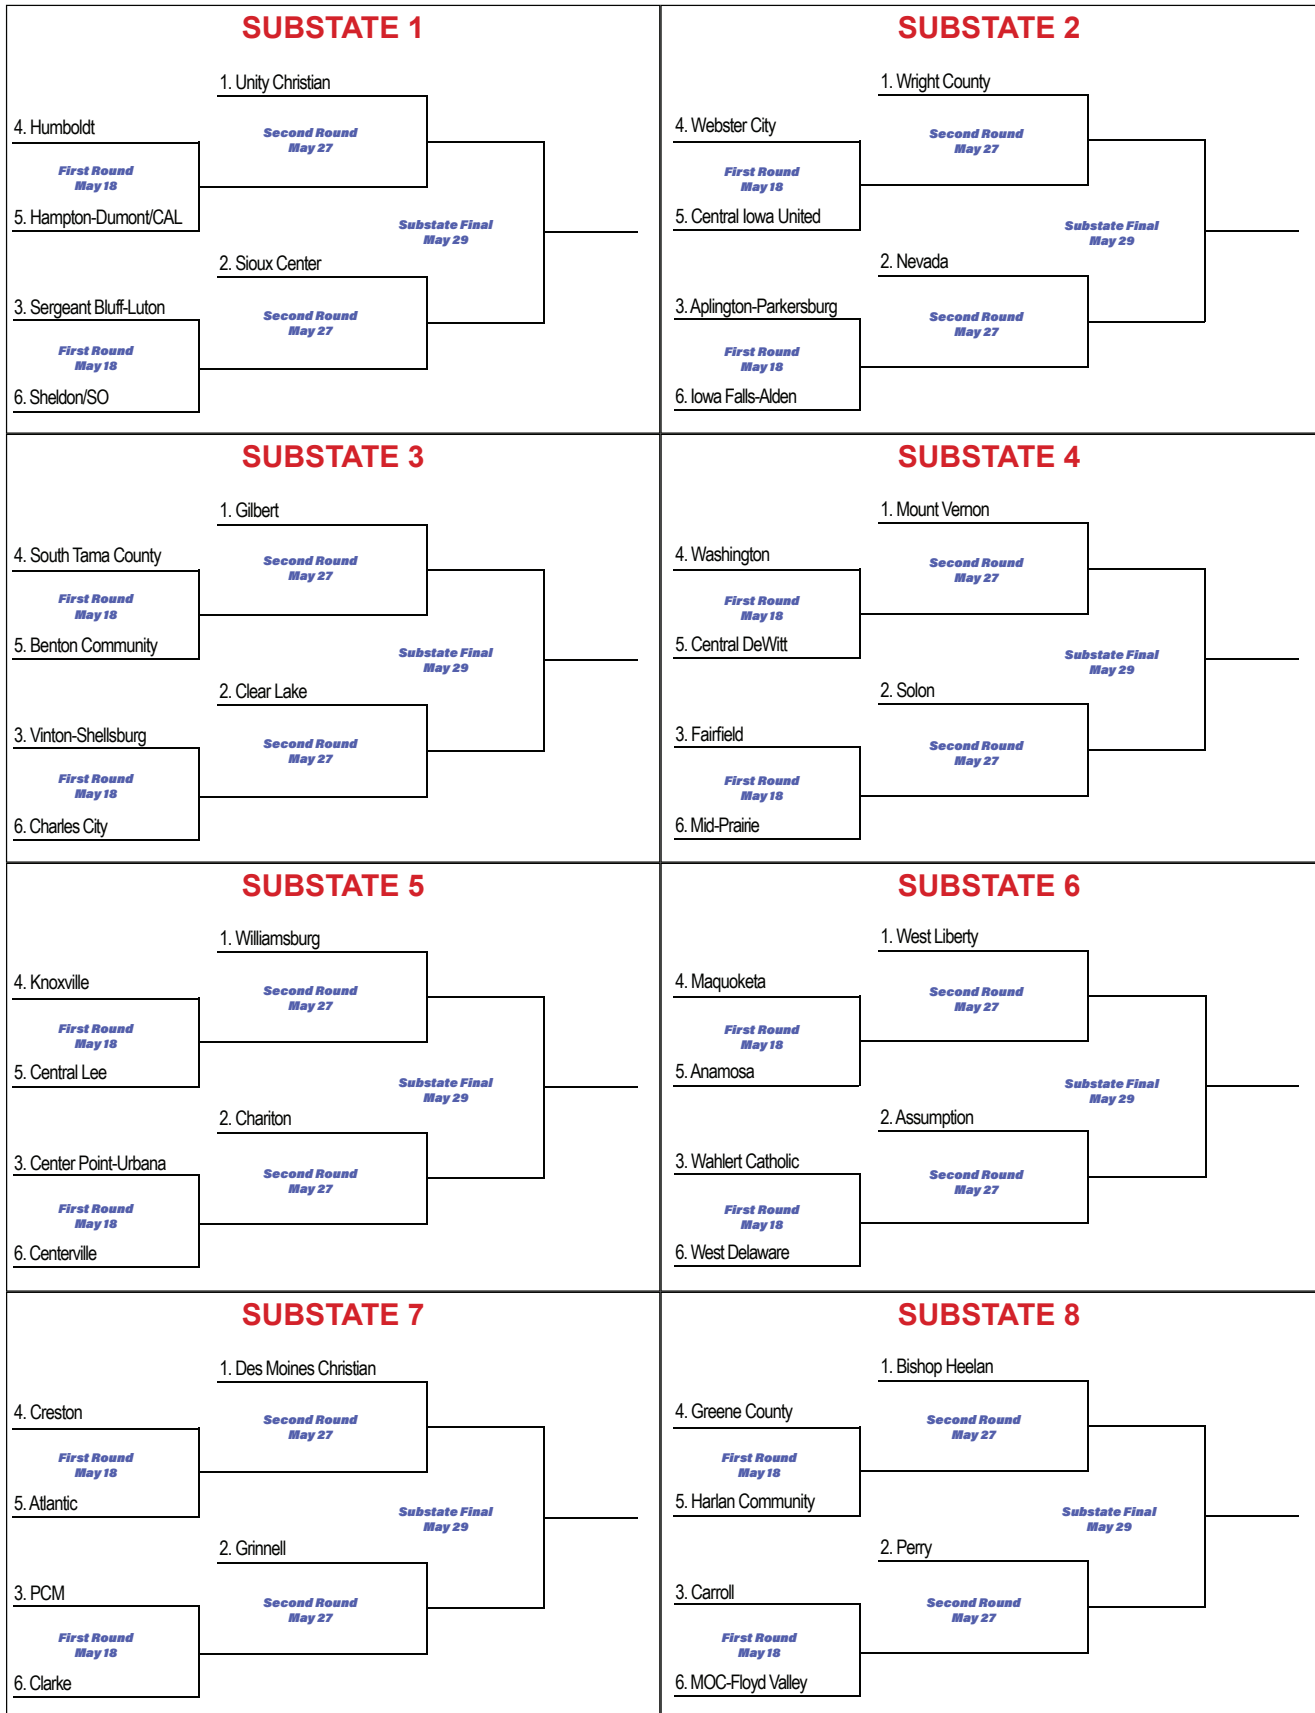 SUBSTATE 1
1. Unity Christian
4. Humboldt
Second Round
May 27
First Round
May 18
5. Hampton-Dumont/CAL
Substate Final
May 29
2. Sioux Center
3. Sergeant Bluff-Luton
Second Round
May 27
First Round
May 18
6. Sheldon/SO
SUBSTATE 2
1. Wright County
4. Webster City
Second Round
May 27
First Round
May 18
5. Central Iowa United
Substate Final
May 29
2. Nevada
3. Aplington-Parkersburg
Second Round
May 27
First Round
May 18
6. Iowa Falls-Alden
SUBSTATE 3
1. Gilbert
4. South Tama County
Second Round
May 27
First Round
May 18
5. Benton Community
Substate Final
May 29
2. Clear Lake
3. Vinton-Shellsburg
Second Round
May 27
First Round
May 18
6. Charles City
SUBSTATE 4
1. Mount Vernon
4. Washington
Second Round
May 27
First Round
May 18
5. Central DeWitt
Substate Final
May 29
2. Solon
3. Fairfield
Second Round
May 27
First Round
May 18
6. Mid-Prairie
SUBSTATE 5
1. Williamsburg
4. Knoxville
Second Round
May 27
First Round
May 18
5. Central Lee
Substate Final
May 29
2. Chariton
3. Center Point-Urbana
Second Round
May 27
First Round
May 18
6. Centerville
SUBSTATE 6
1. West Liberty
4. Maquoketa
Second Round
May 27
First Round
May 18
5. Anamosa
Substate Final
May 29
2. Assumption
3. Wahlert Catholic
Second Round
May 27
First Round
May 18
6. West Delaware
SUBSTATE 7
1. Des Moines Christian
4. Creston
Second Round
May 27
First Round
May 18
5. Atlantic
Substate Final
May 29
2. Grinnell
3. PCM
Second Round
May 27
First Round
May 18
6. Clarke
SUBSTATE 8
1. Bishop Heelan
4. Greene County
Second Round
May 27
First Round
May 18
5. Harlan Community
Substate Final
May 29
2. Perry
3. Carroll
Second Round
May 27
First Round
May 18
6. MOC-Floyd Valley